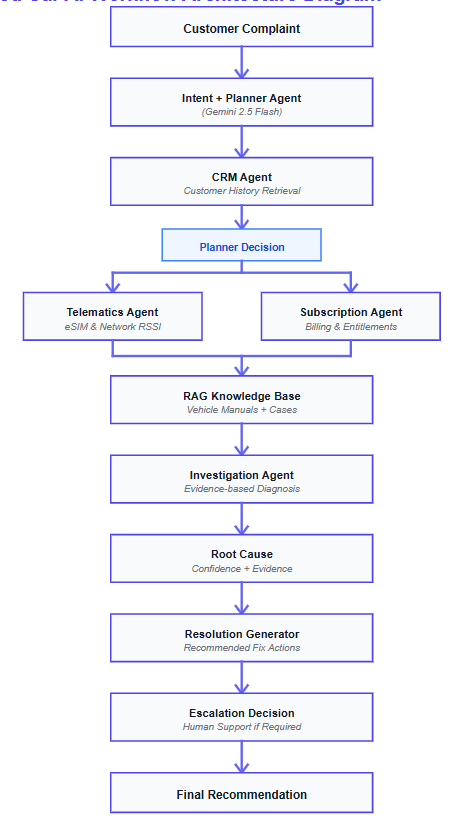 Customer Complaint
Intent + Planner Agent
(Gemini 2.5 Flash)
CRM Agent
Customer History Retrieval
Planner Decision
Telematics Agent
eSIM & Network RSSI
Subscription Agent
Billing & Entitlements
RAG Knowledge Base
Vehicle Manuals + Cases
Investigation Agent
Evidence-based Diagnosis
Root Cause
Confidence + Evidence
Resolution Generator
Recommended Fix Actions
Escalation Decision
Human Support if Required
Final Recommendation